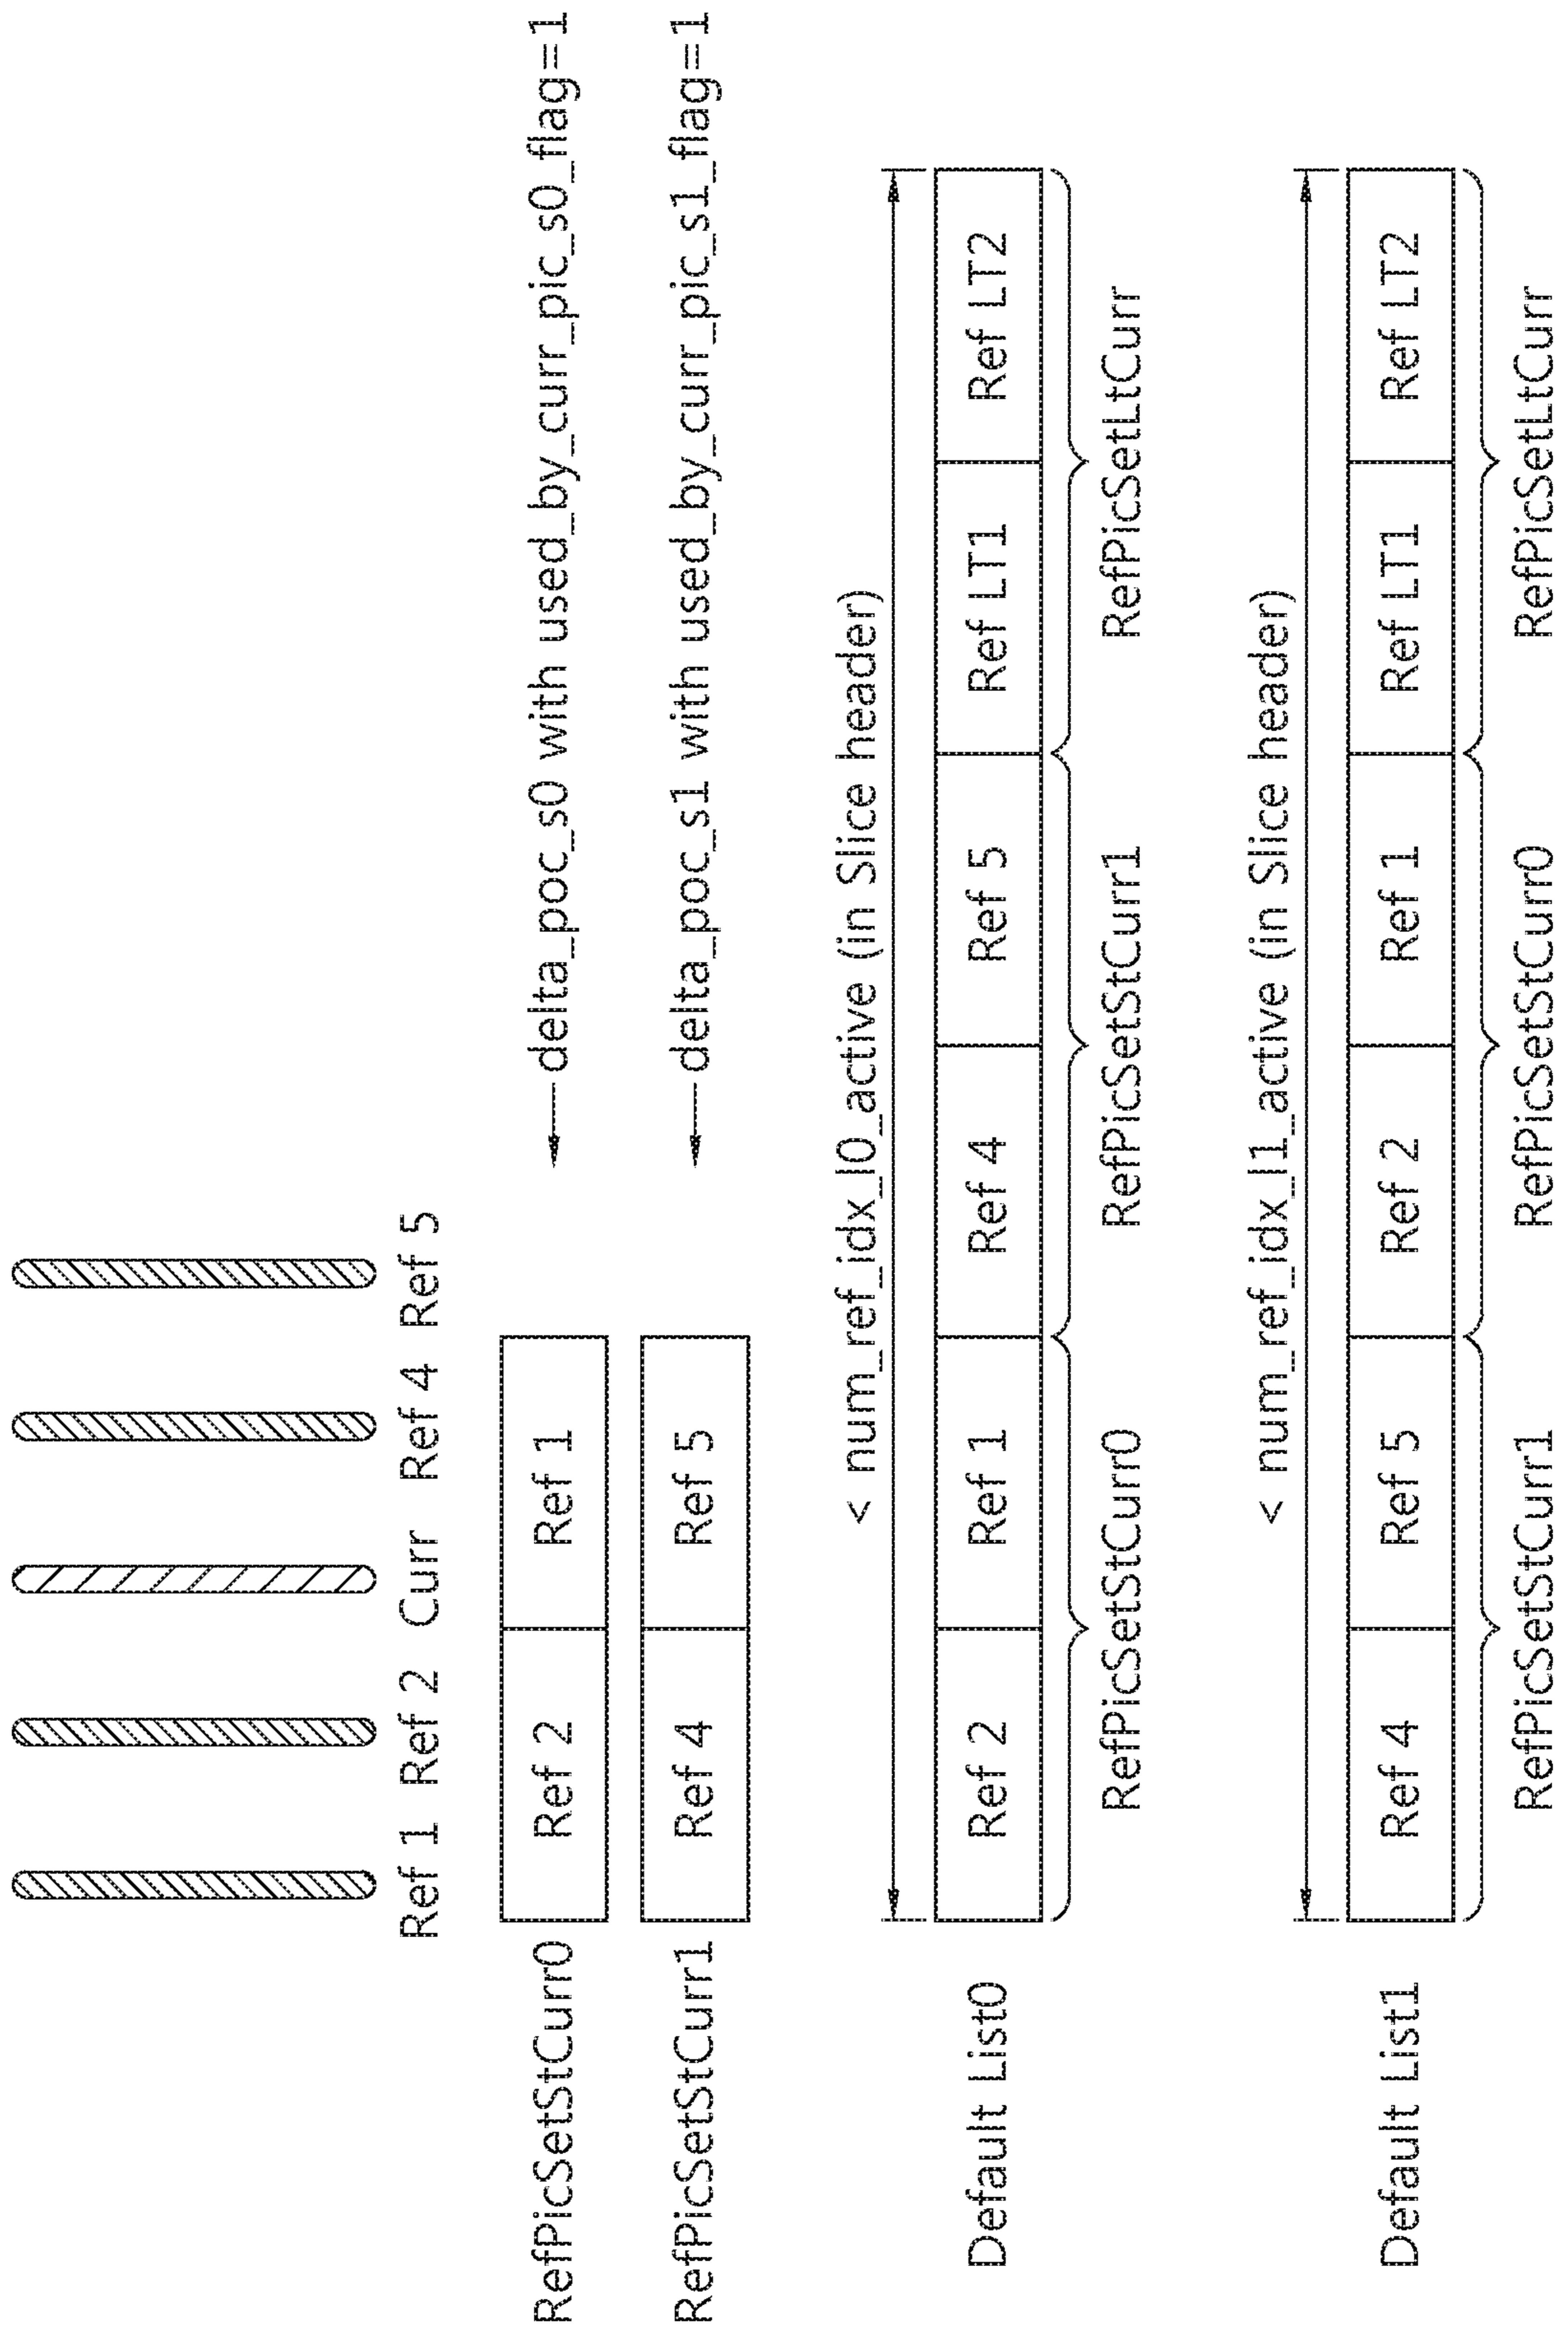 Ref 1 Ref 2 Curr Ref 4 Ref 5
RefPicSetStCurr0 Ref 2 Ref 1 delta_poc_s0 with used_by_curr_pic_s0_flag=1
RefPicSetStCurr1 Ref 4 Ref 5 delta_poc_s1 with used_by_curr_pic_s1_flag=1
< num_ref_idx_l0_active (in Slice header)
Default List0 Ref 2 Ref 1 Ref 4 Ref 5 Ref LT1 Ref LT2
RefPicSetStCurr0 RefPicSetStCurr1 RefPicSetLtCurr
< num_ref_idx_l1_active (in Slice header)
Default List1 Ref 4 Ref 5 Ref 2 Ref 1 Ref LT1 Ref LT2
RefPicSetStCurr1 RefPicSetStCurr0 RefPicSetLtCurr